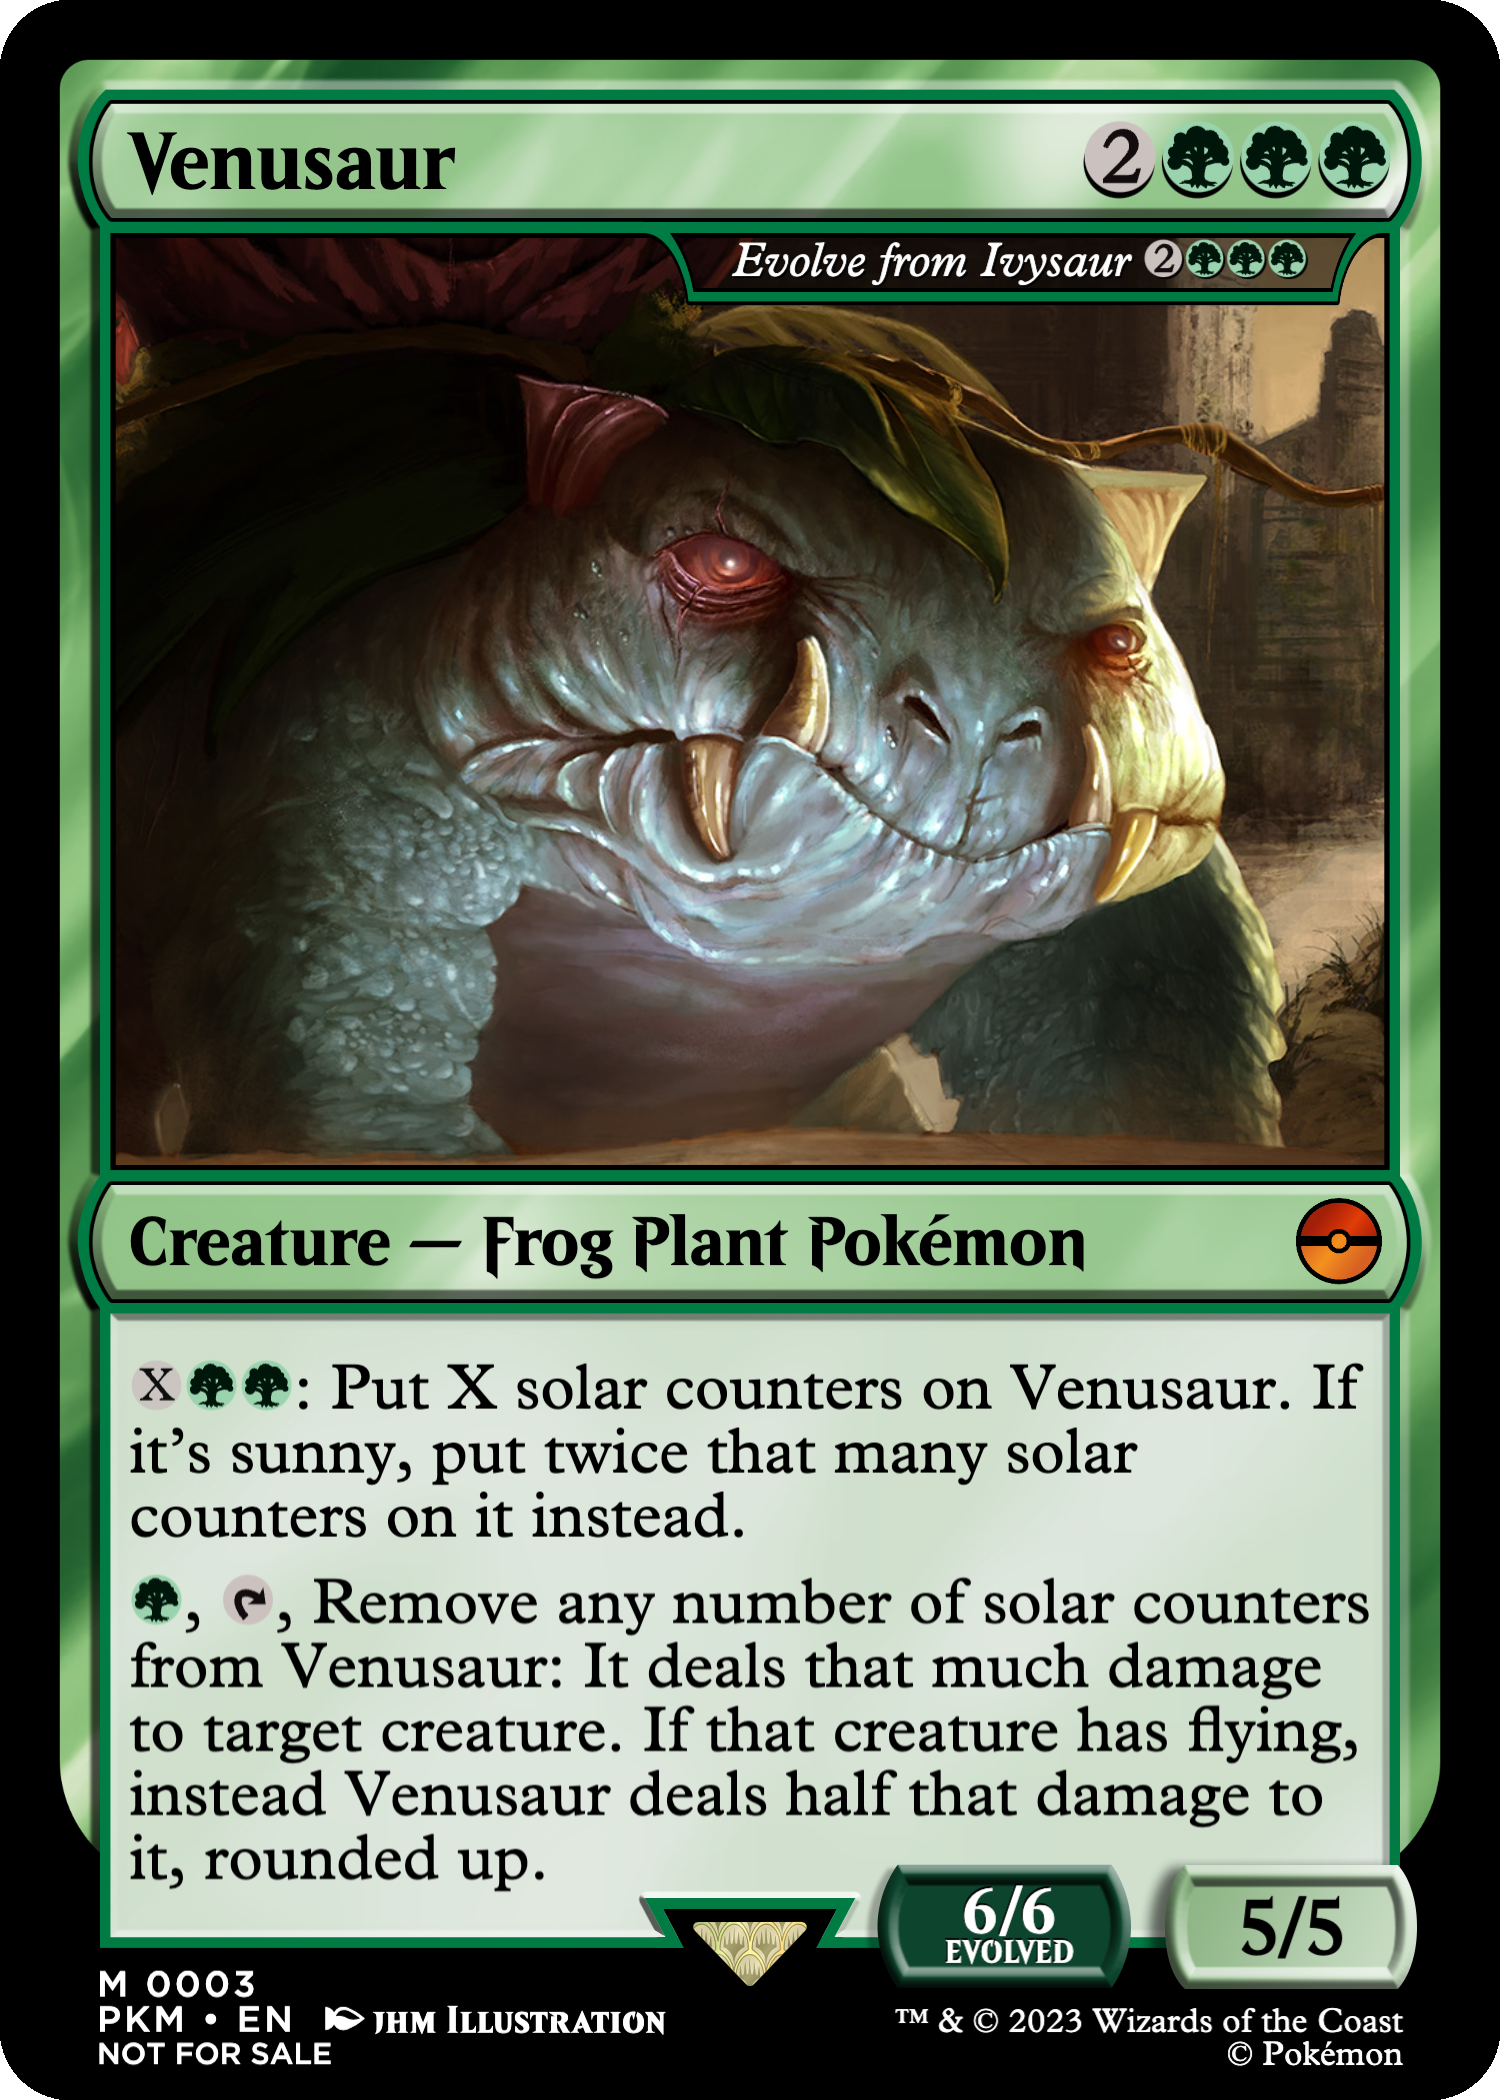 Venusaur 2
Evolve from Ivysaur 2
Creature — Frog Plant Pokémon
X : Put X solar counters on Venusaur. If
it’s sunny, put twice that many solar
counters on it instead.
, , Remove any number of solar counters
from Venusaur: It deals that much damage
to target creature. If that creature has flying,
instead Venusaur deals half that damage to
it, rounded up.
6/6
EVOLVED
5/5
M 0003
PKM • EN JHM ILLUSTRATION
NOT FOR SALE
™ & © 2023 Wizards of the Coast
© Pokémon